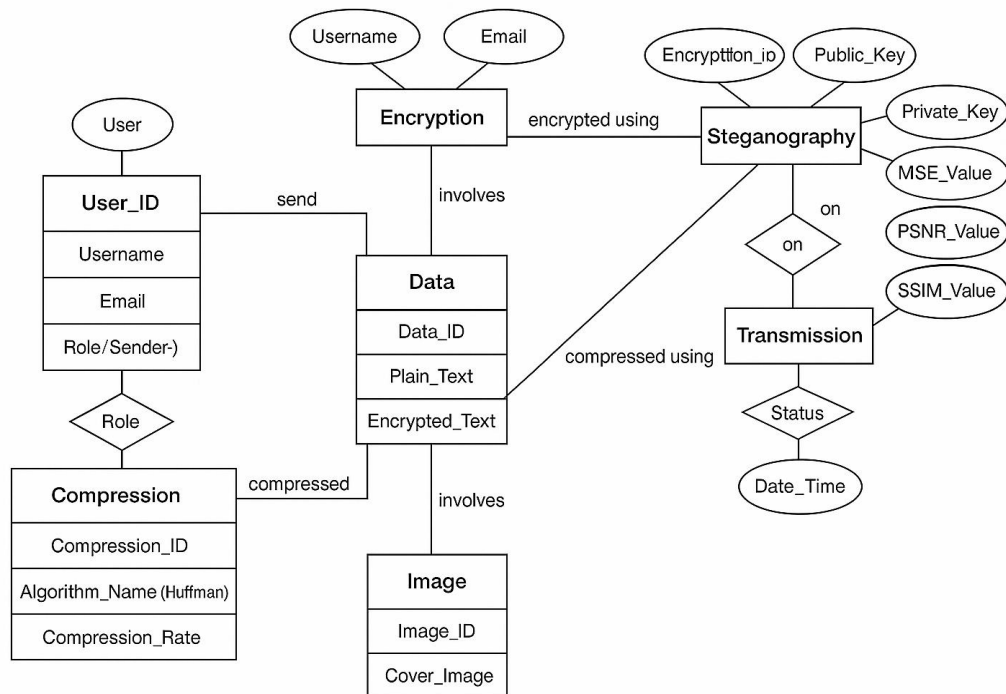 Username
Email
Encrypttion_ip
Public_Key
User
Encryption
encrypted using
Steganography
Private_Key
MSE_Value
PSNR_Value
SSIM_Value
User_ID
Username
Email
Role/Sender-)
send
involves
on
on
Data
Data_ID
Plain_Text
Encrypted_Text
compressed using
Transmission
Status
Date_Time
Role
Compression
Compression_ID
Algorithm_Name (Huffman)
Compression_Rate
compressed
involves
Image
Image_ID
Cover_Image